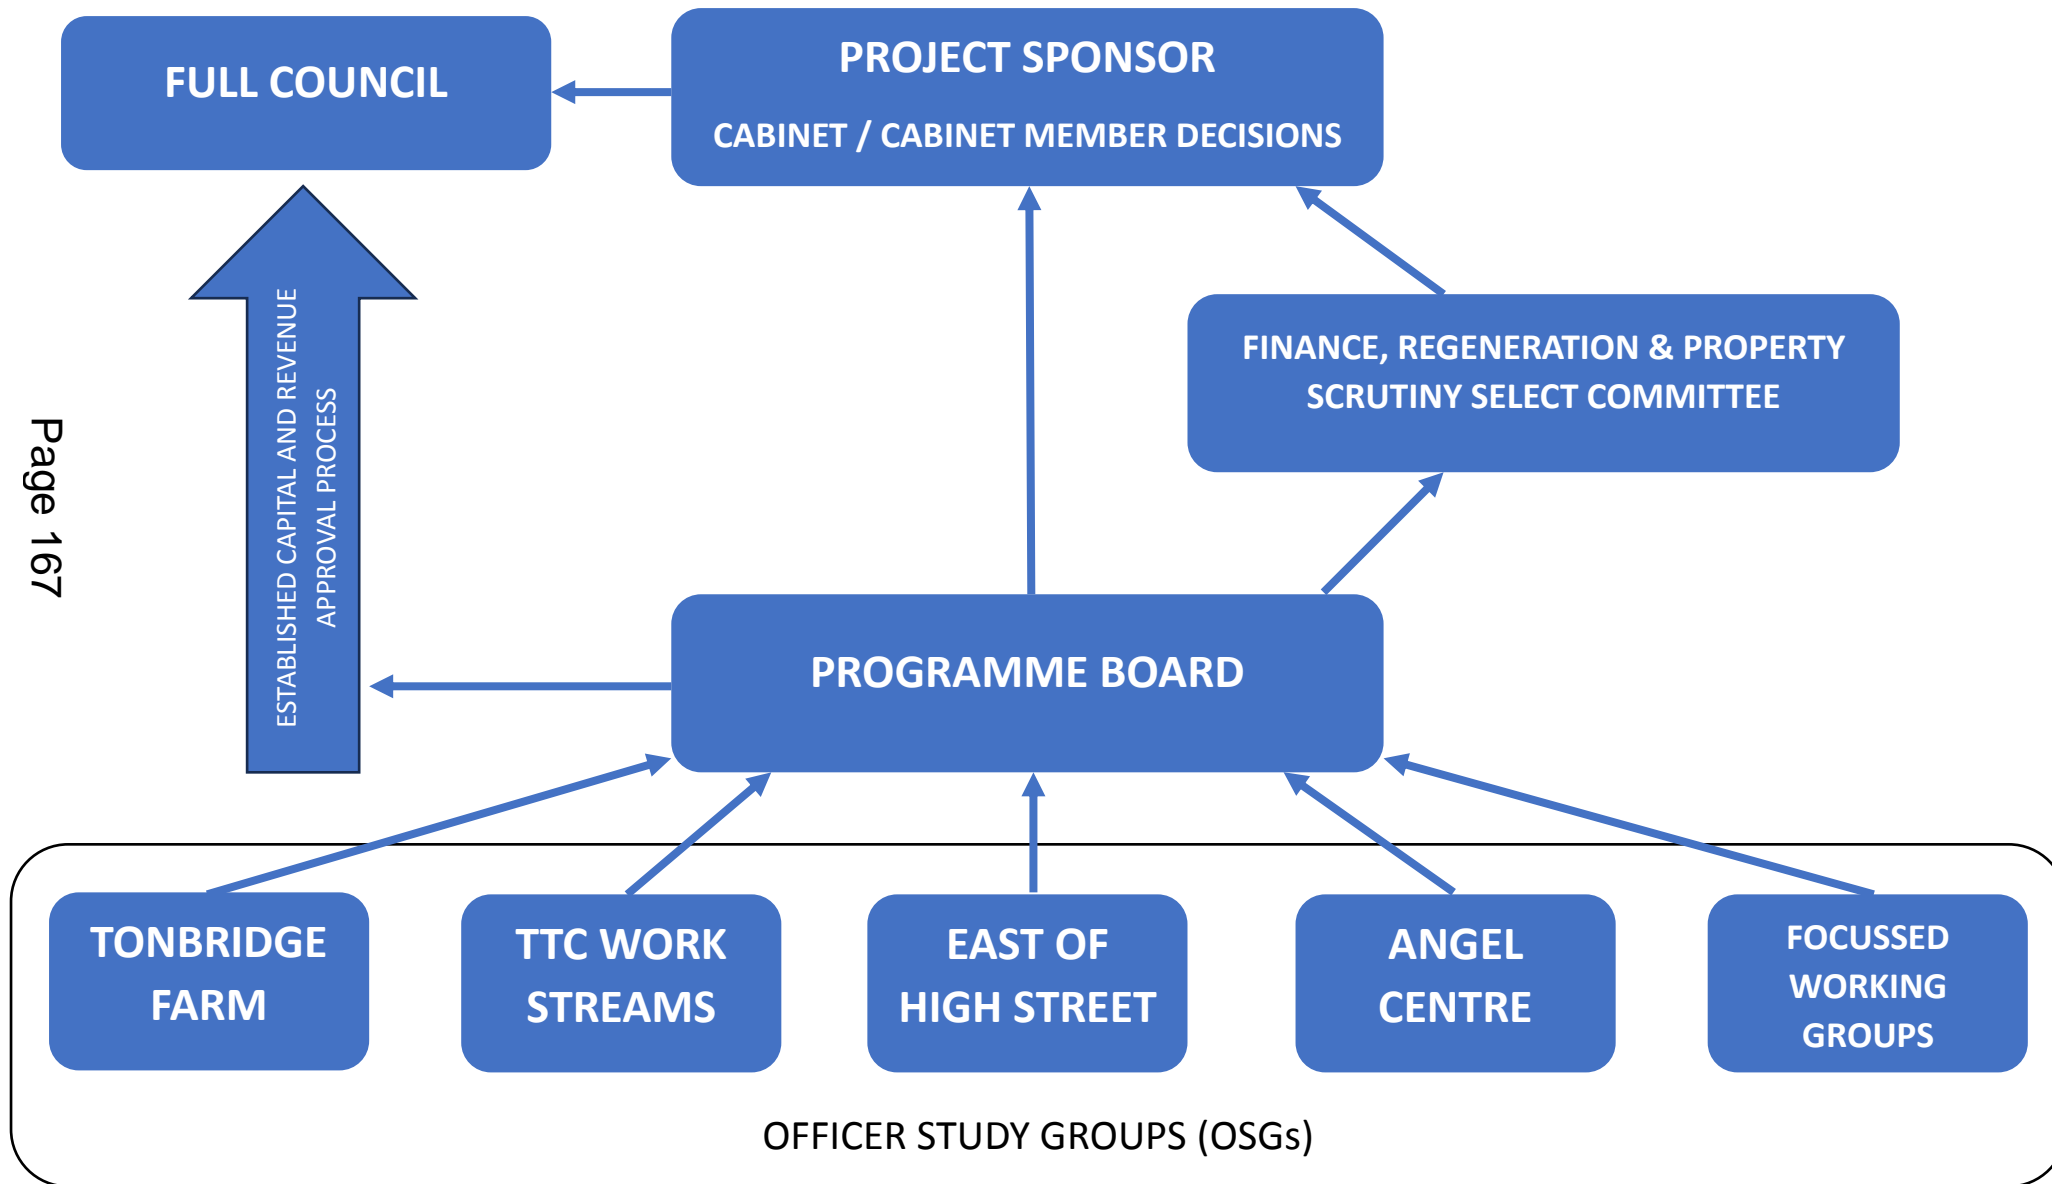 FULL COUNCIL
PROJECT SPONSOR
CABINET / CABINET MEMBER DECISIONS
ESTABLISHED CAPITAL AND REVENUE
APPROVAL PROCESS
FINANCE, REGENERATION & PROPERTY
SCRUTINY SELECT COMMITTEE
Page 167
PROGRAMME BOARD
TONBRIDGE
FARM
TTC WORK
STREAMS
EAST OF
HIGH STREET
ANGEL
CENTRE
FOCUSSED
WORKING
GROUPS
OFFICER STUDY GROUPS (OSGs)